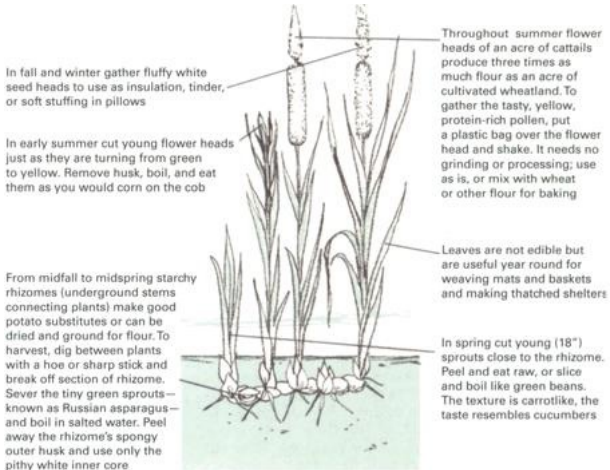 In fall and winter gather fluffy white
seed heads to use as insulation, tinder,
or soft stuffing in pillows
In early summer cut young flower heads
just as they are turning from green
to yellow. Remove husk, boil, and eat
them as you would corn on the cob
From midfall to midspring starchy
rhizomes (underground stems
connecting plants) make good
potato substitutes or can be
dried and ground for flour. To
harvest, dig between plants
with a hoe or sharp stick and
break off section of rhizome.
Sever the tiny green sprouts—
known as Russian asparagus—
and boil in salted water. Peel
away the rhizome's spongy
outer husk and use only the
pithy white inner core
Throughout summer flower
heads of an acre of cattails
produce three times as
much flour as an acre of
cultivated wheatland. To
gather the tasty, yellow,
protein-rich pollen, put
a plastic bag over the flower
head and shake. It needs no
grinding or processing; use
as is, or mix with wheat
or other flour for baking
Leaves are not edible but
are useful year round for
weaving mats and baskets
and making thatched shelters
In spring cut young (18")
sprouts close to the rhizome.
Peel and eat raw, or slice
and boil like green beans.
The texture is carrotlike, the
taste resembles cucumbers